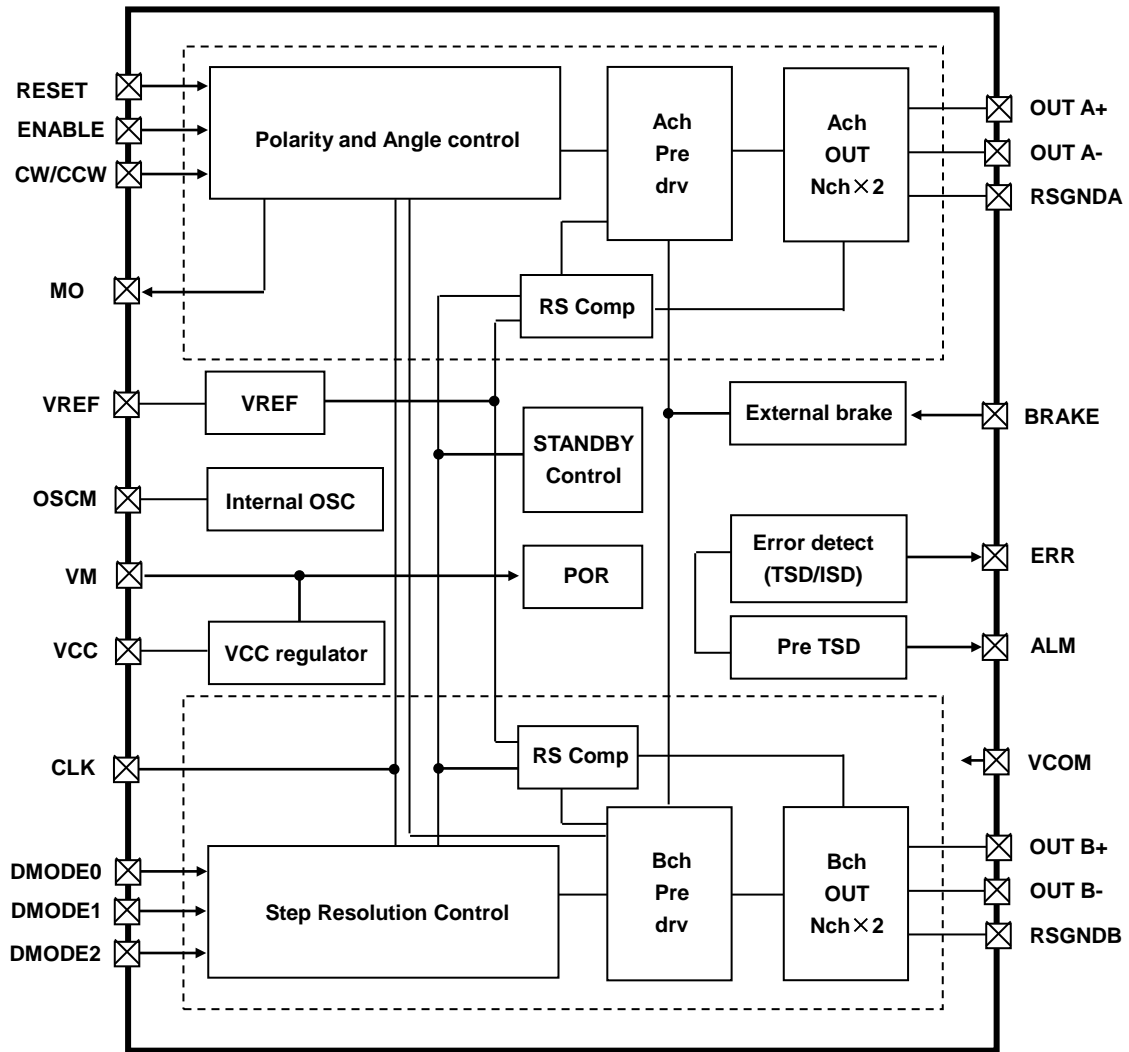 RESET
ENABLE
CW/CCW
MO
VREF
OSCM
VM
VCC
CLK
DMODE0
DMODE1
DMODE2
Polarity and Angle control
Ach
Pre
drv
Ach
OUT
Nch×2
RS Comp
VREF
External brake
STANDBY
Control
Internal OSC
Error detect
(TSD/ISD)
POR
VCC regulator
Pre TSD
RS Comp
Step Resolution Control
Bch
Pre
drv
Bch
OUT
Nch×2
OUT A+
OUT A-
RSGNDA
BRAKE
ERR
ALM
VCOM
OUT B+
OUT B-
RSGNDB